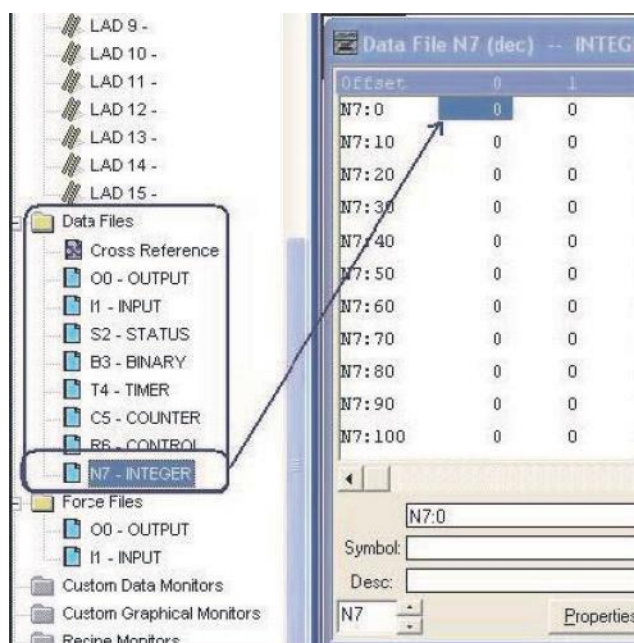 LAD 9 -
LAD 10 -
LAD 11 -
LAD 12 -
LAD 13 -
LAD 14 -
LAD 15 -
Data Files
Cross Reference
O0 - OUTPUT
I1 - INPUT
S2 - STATUS
B3 - BINARY
T4 - TIMER
C5 - COUNTER
R6 - CONTROL
N7 - INTEGER
Force Files
O0 - OUTPUT
I1 - INPUT
Custom Data Monitors
Custom Graphical Monitors
Recipe Monitors
Data File N7 (dec) -- INTEG
Offset 0 1
N7:0 0 0
N7:10 0 0
N7:20 0 0
N7:30 0 0
N7:40 0 0
N7:50 0 0
N7:60 0 0
N7:70 0 0
N7:80 0 0
N7:90 0 0
N7:100 0 0
N7:0
Symbol:
Desc:
N7
Properties